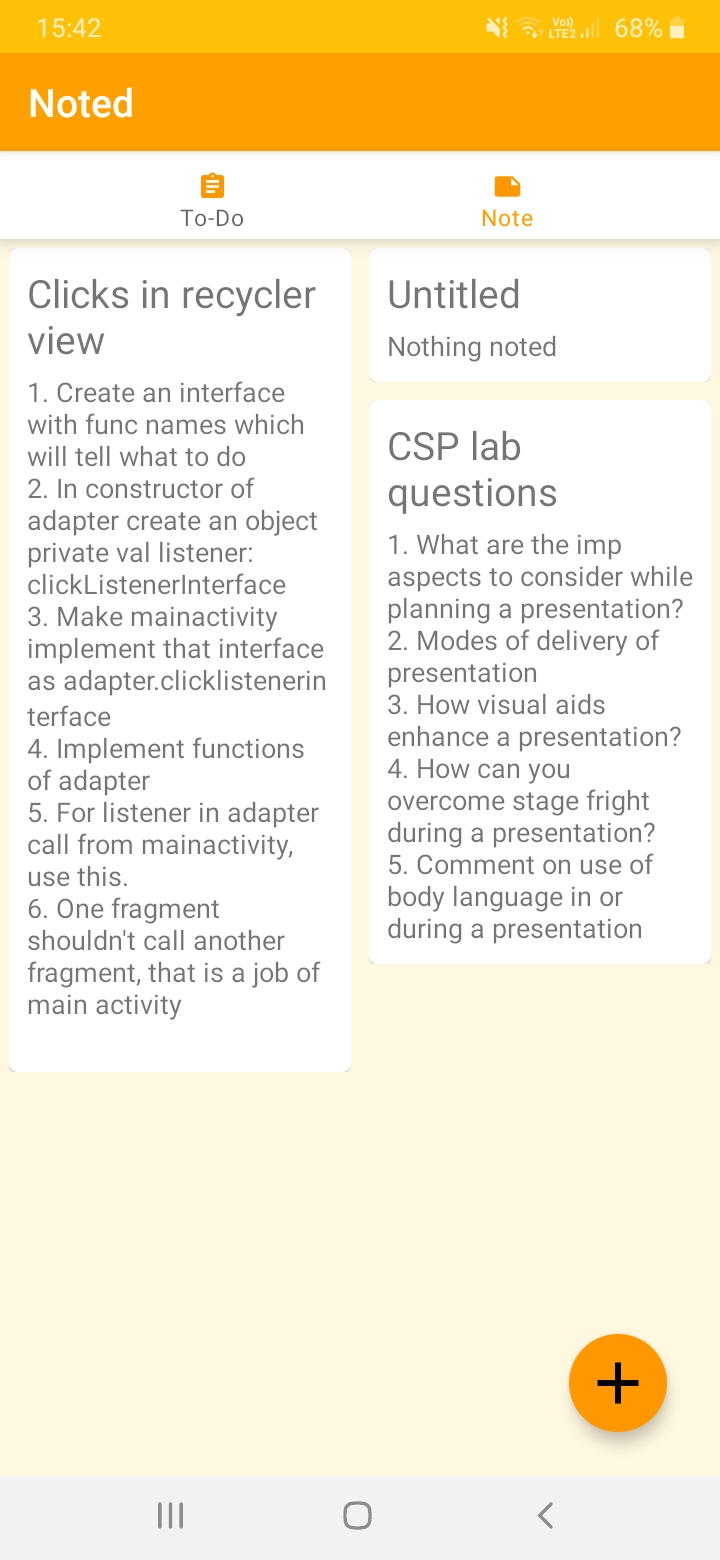 15:42
Vo))
LTE2
68%
Noted
To-Do
Note
Clicks in recycler
view
1. Create an interface
with func names which
will tell what to do
2. In constructor of
adapter create an object
private val listener:
clickListenerInterface
3. Make mainactivity
implement that interface
as adapter.clicklistenerin
terface
4. Implement functions
of adapter
5. For listener in adapter
call from mainactivity,
use this.
6. One fragment
shouldn't call another
fragment, that is a job of
main activity
Untitled
Nothing noted
CSP lab
questions
1. What are the imp
aspects to consider while
planning a presentation?
2. Modes of delivery of
presentation
3. How visual aids
enhance a presentation?
4. How can you
overcome stage fright
during a presentation?
5. Comment on use of
body language in or
during a presentation